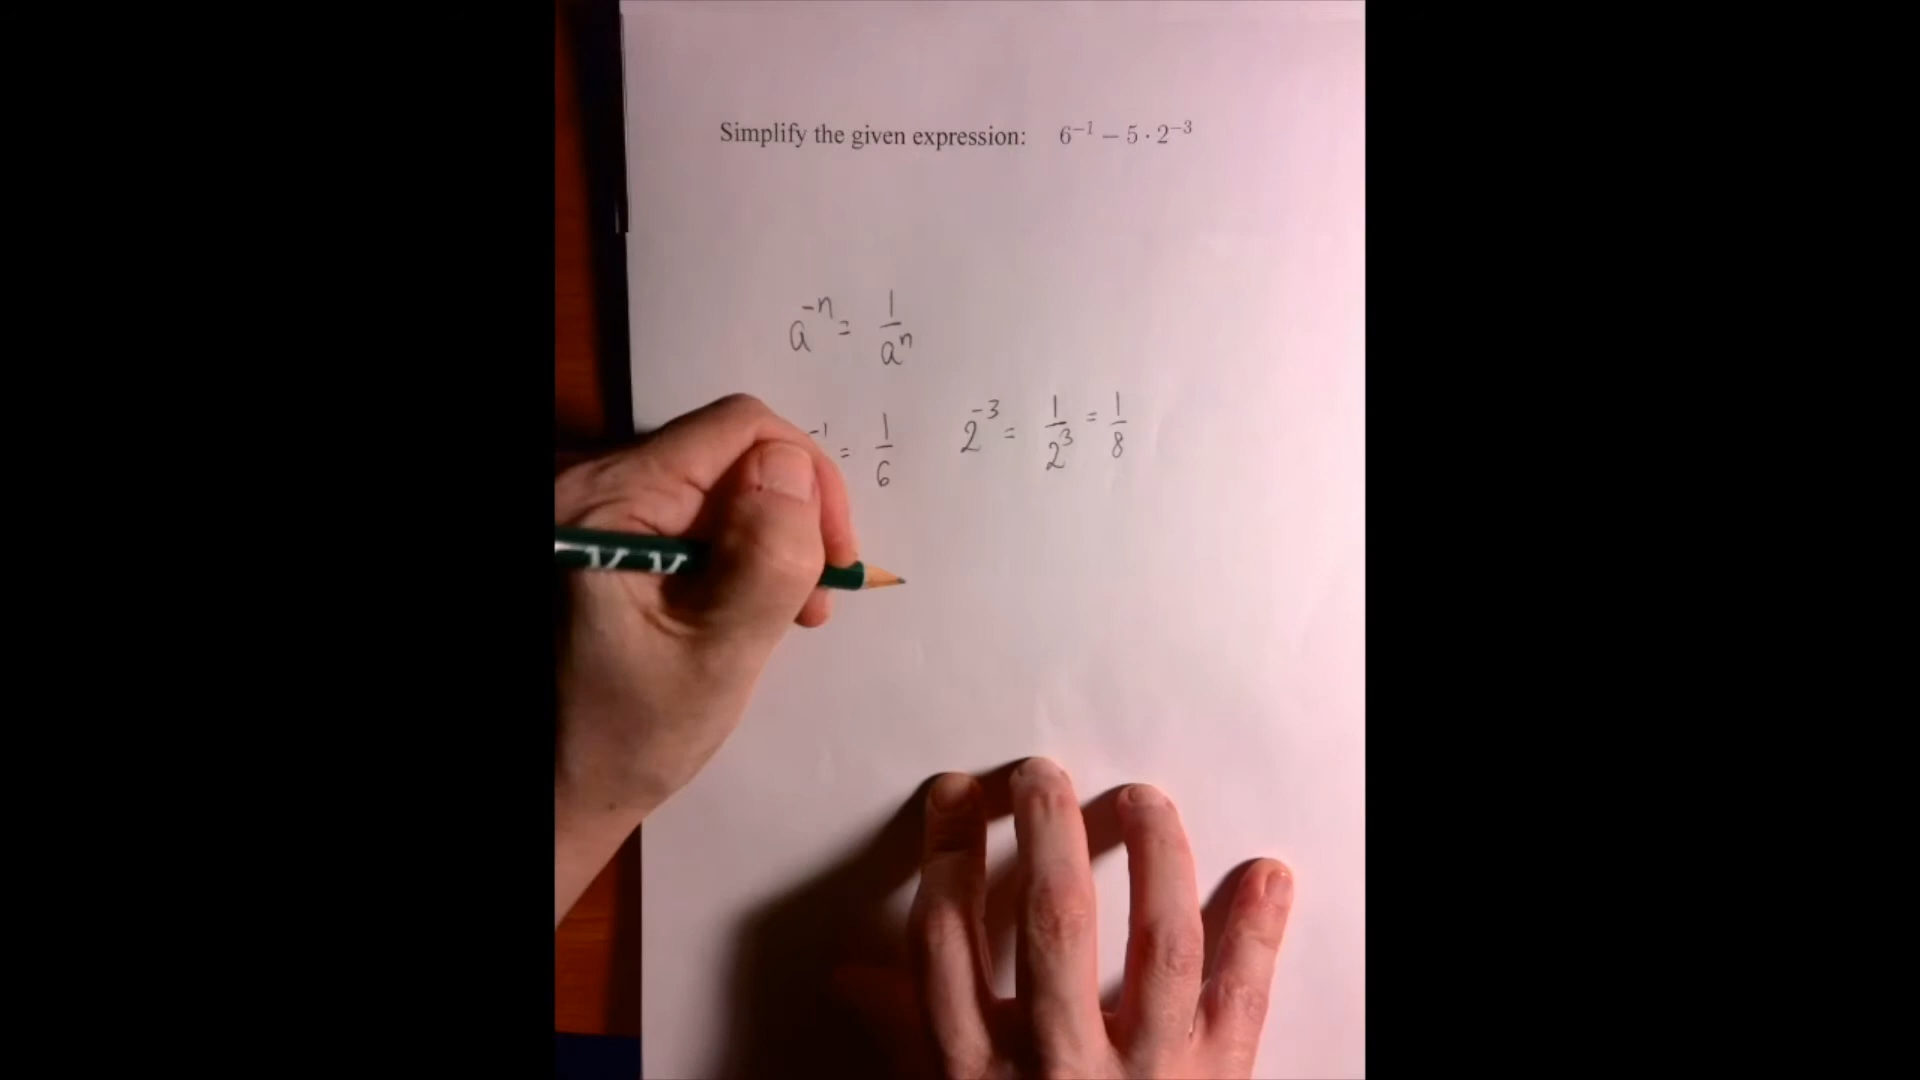 Simplify the given expression: 6⁻¹ − 5 · 2⁻³
a⁻ⁿ = 1/aⁿ
⁻¹ = 1/6 2⁻³ = 1/2³ = 1/8